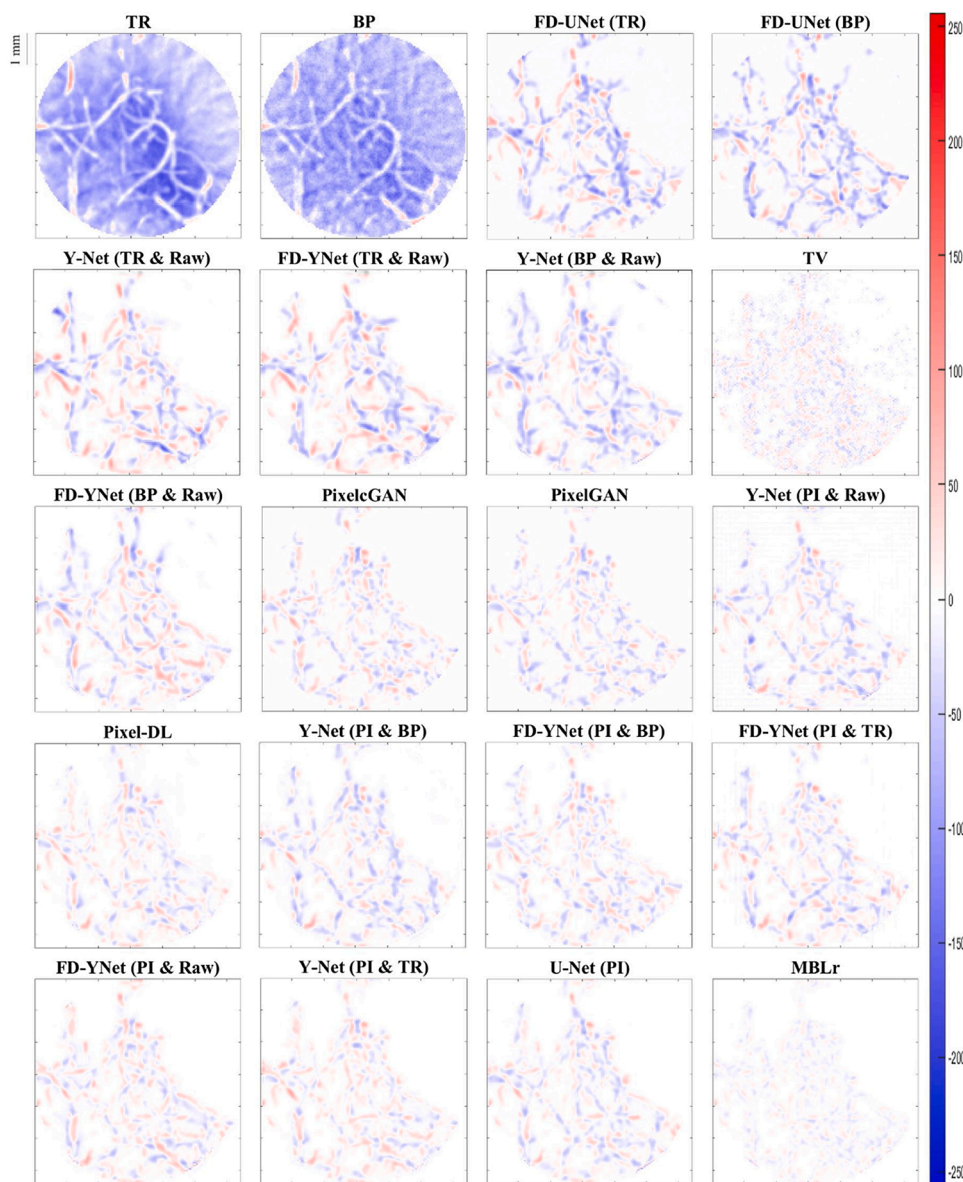 TR
BP
FD-UNet (TR)
FD-UNet (BP)
1 mm
Y-Net (TR & Raw)
FD-YNet (TR & Raw)
Y-Net (BP & Raw)
TV
FD-YNet (BP & Raw)
PixelcGAN
PixelGAN
Y-Net (PI & Raw)
Pixel-DL
Y-Net (PI & BP)
FD-YNet (PI & BP)
FD-YNet (PI & TR)
FD-YNet (PI & Raw)
Y-Net (PI & TR)
U-Net (PI)
MBLr
250
200
150
100
50
0
-50
-100
-150
-200
-250